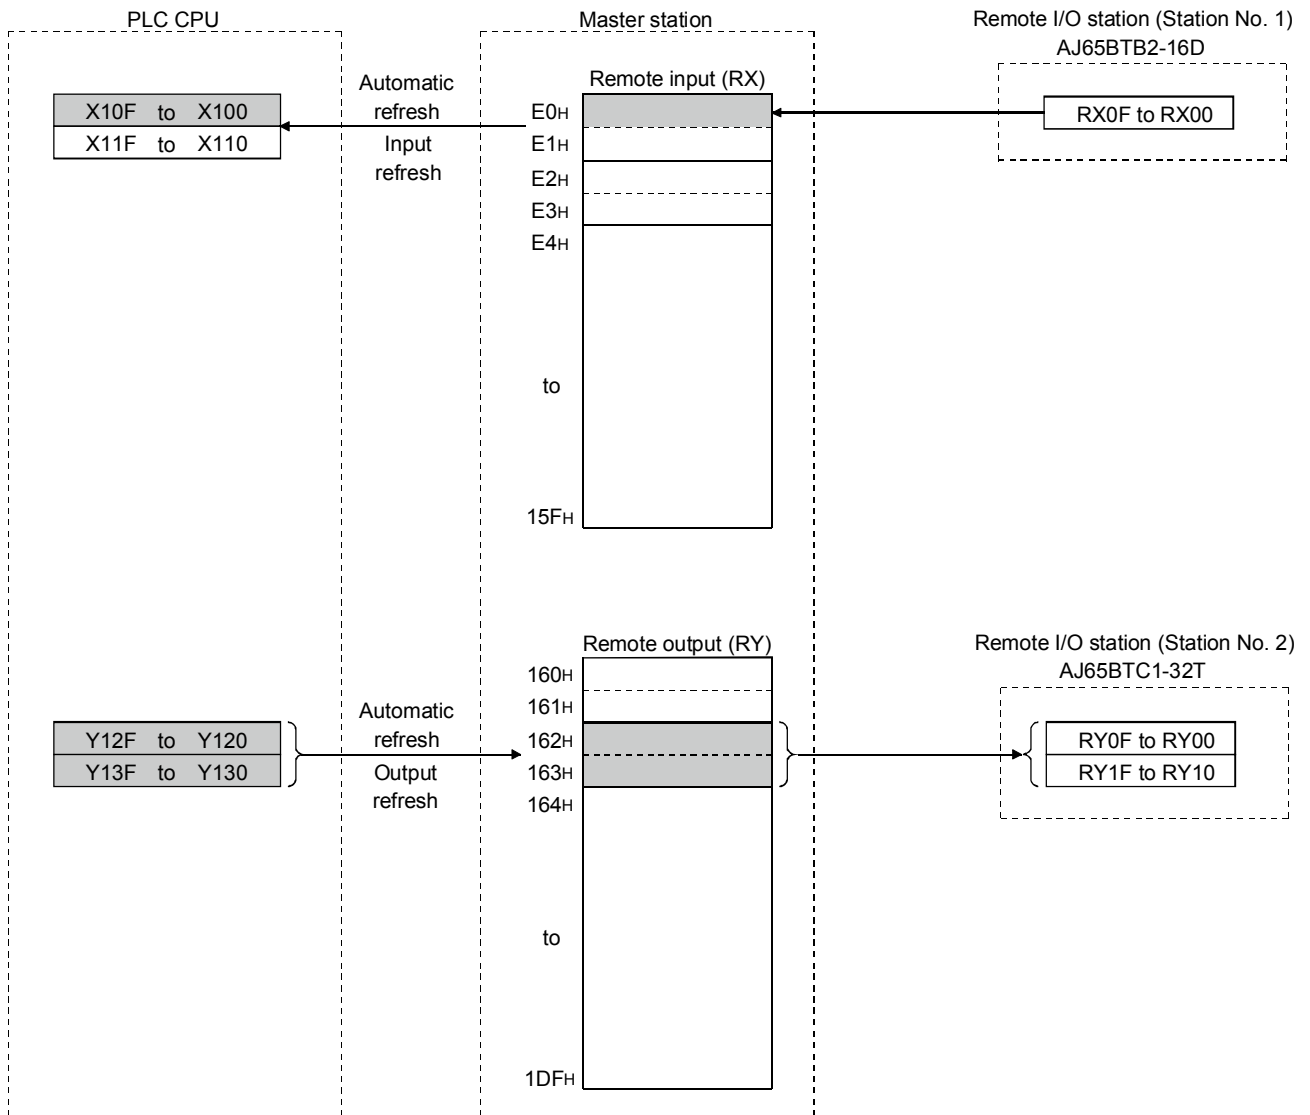 PLC CPU
Master station
Remote I/O station (Station No. 1)
AJ65BTB2-16D
Remote input (RX)
Automatic
refresh
Input
refresh
X10F to X100
X11F to X110
E0H
E1H
E2H
E3H
E4H
to
15FH
RX0F to RX00
Remote output (RY)
Remote I/O station (Station No. 2)
AJ65BTC1-32T
160H
161H
162H
163H
164H
to
1DFH
Automatic
refresh
Output
refresh
Y12F to Y120
Y13F to Y130
RY0F to RY00
RY1F to RY10